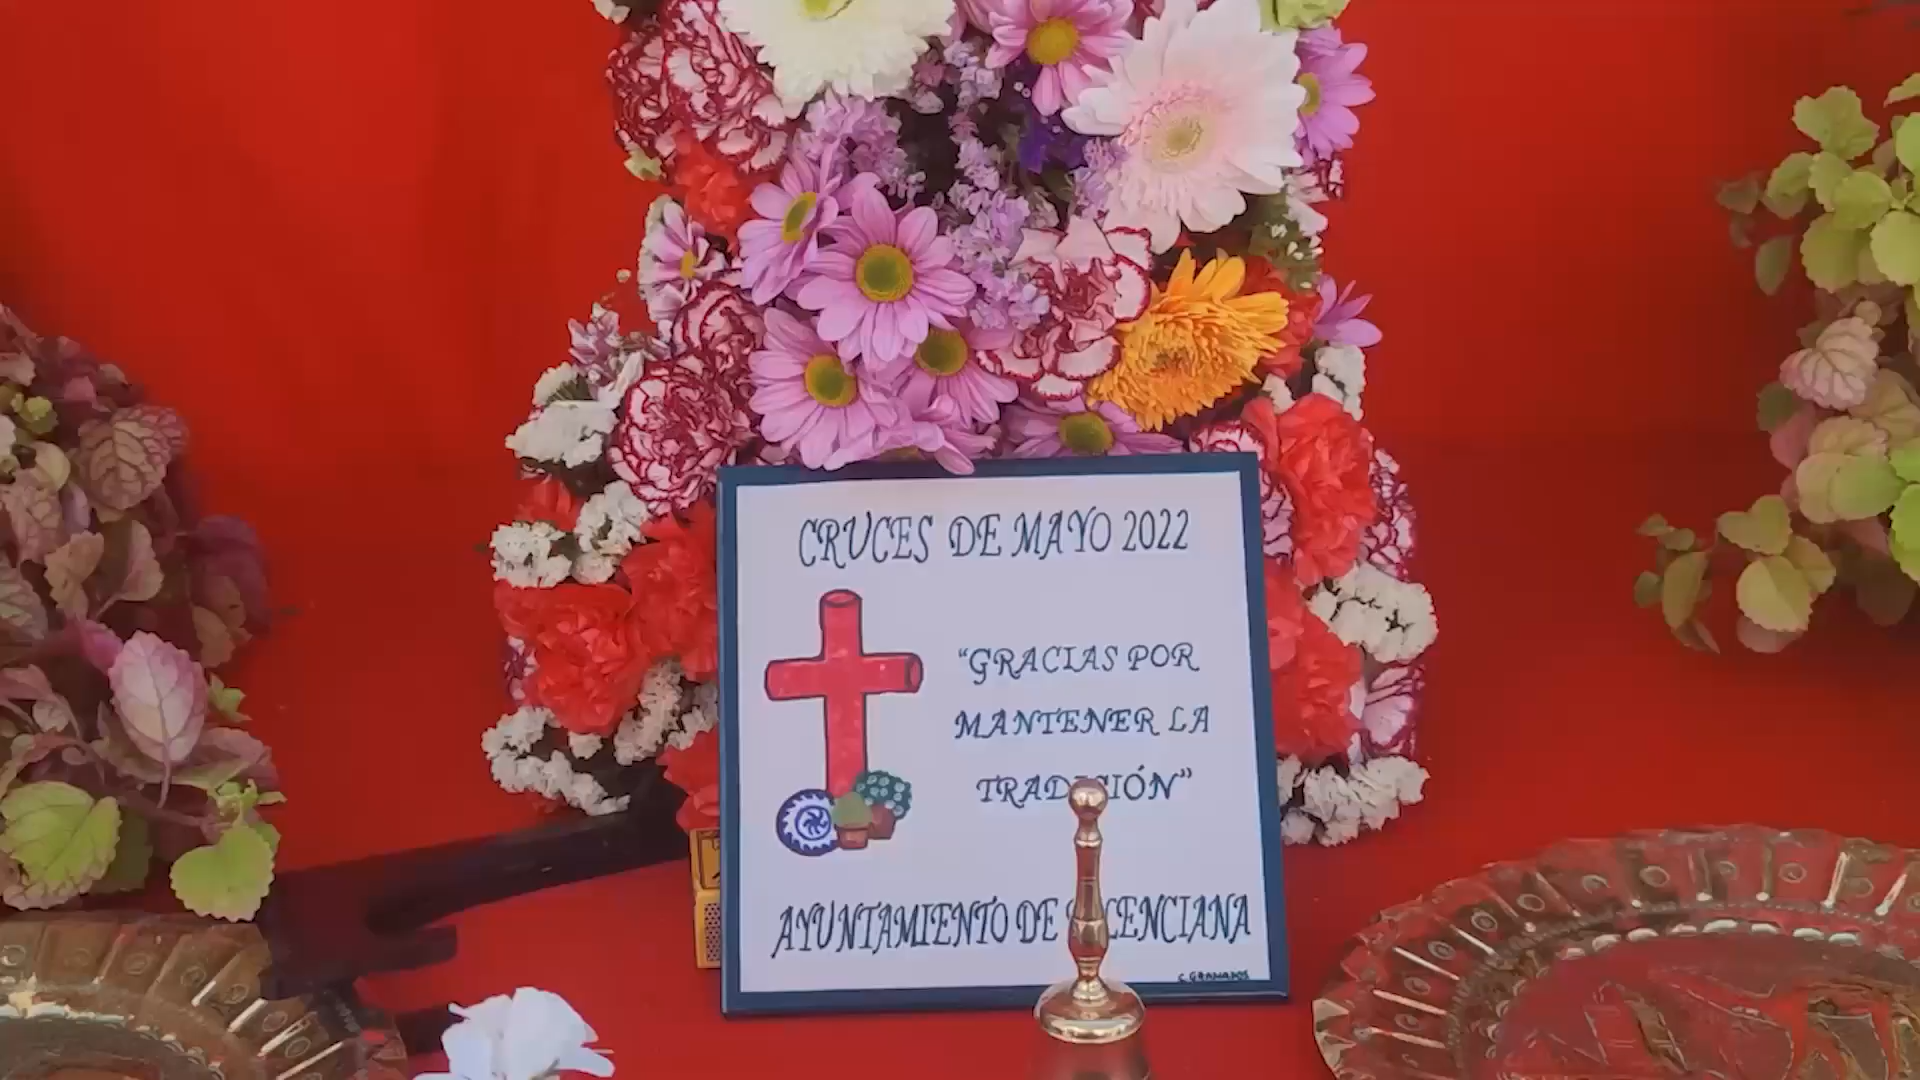 CRUCES DE MAYO 2022
"GRACIAS POR
MANTENER LA
TRADICIÓN"
AYUNTAMIENTO DE
C. GRANADOS